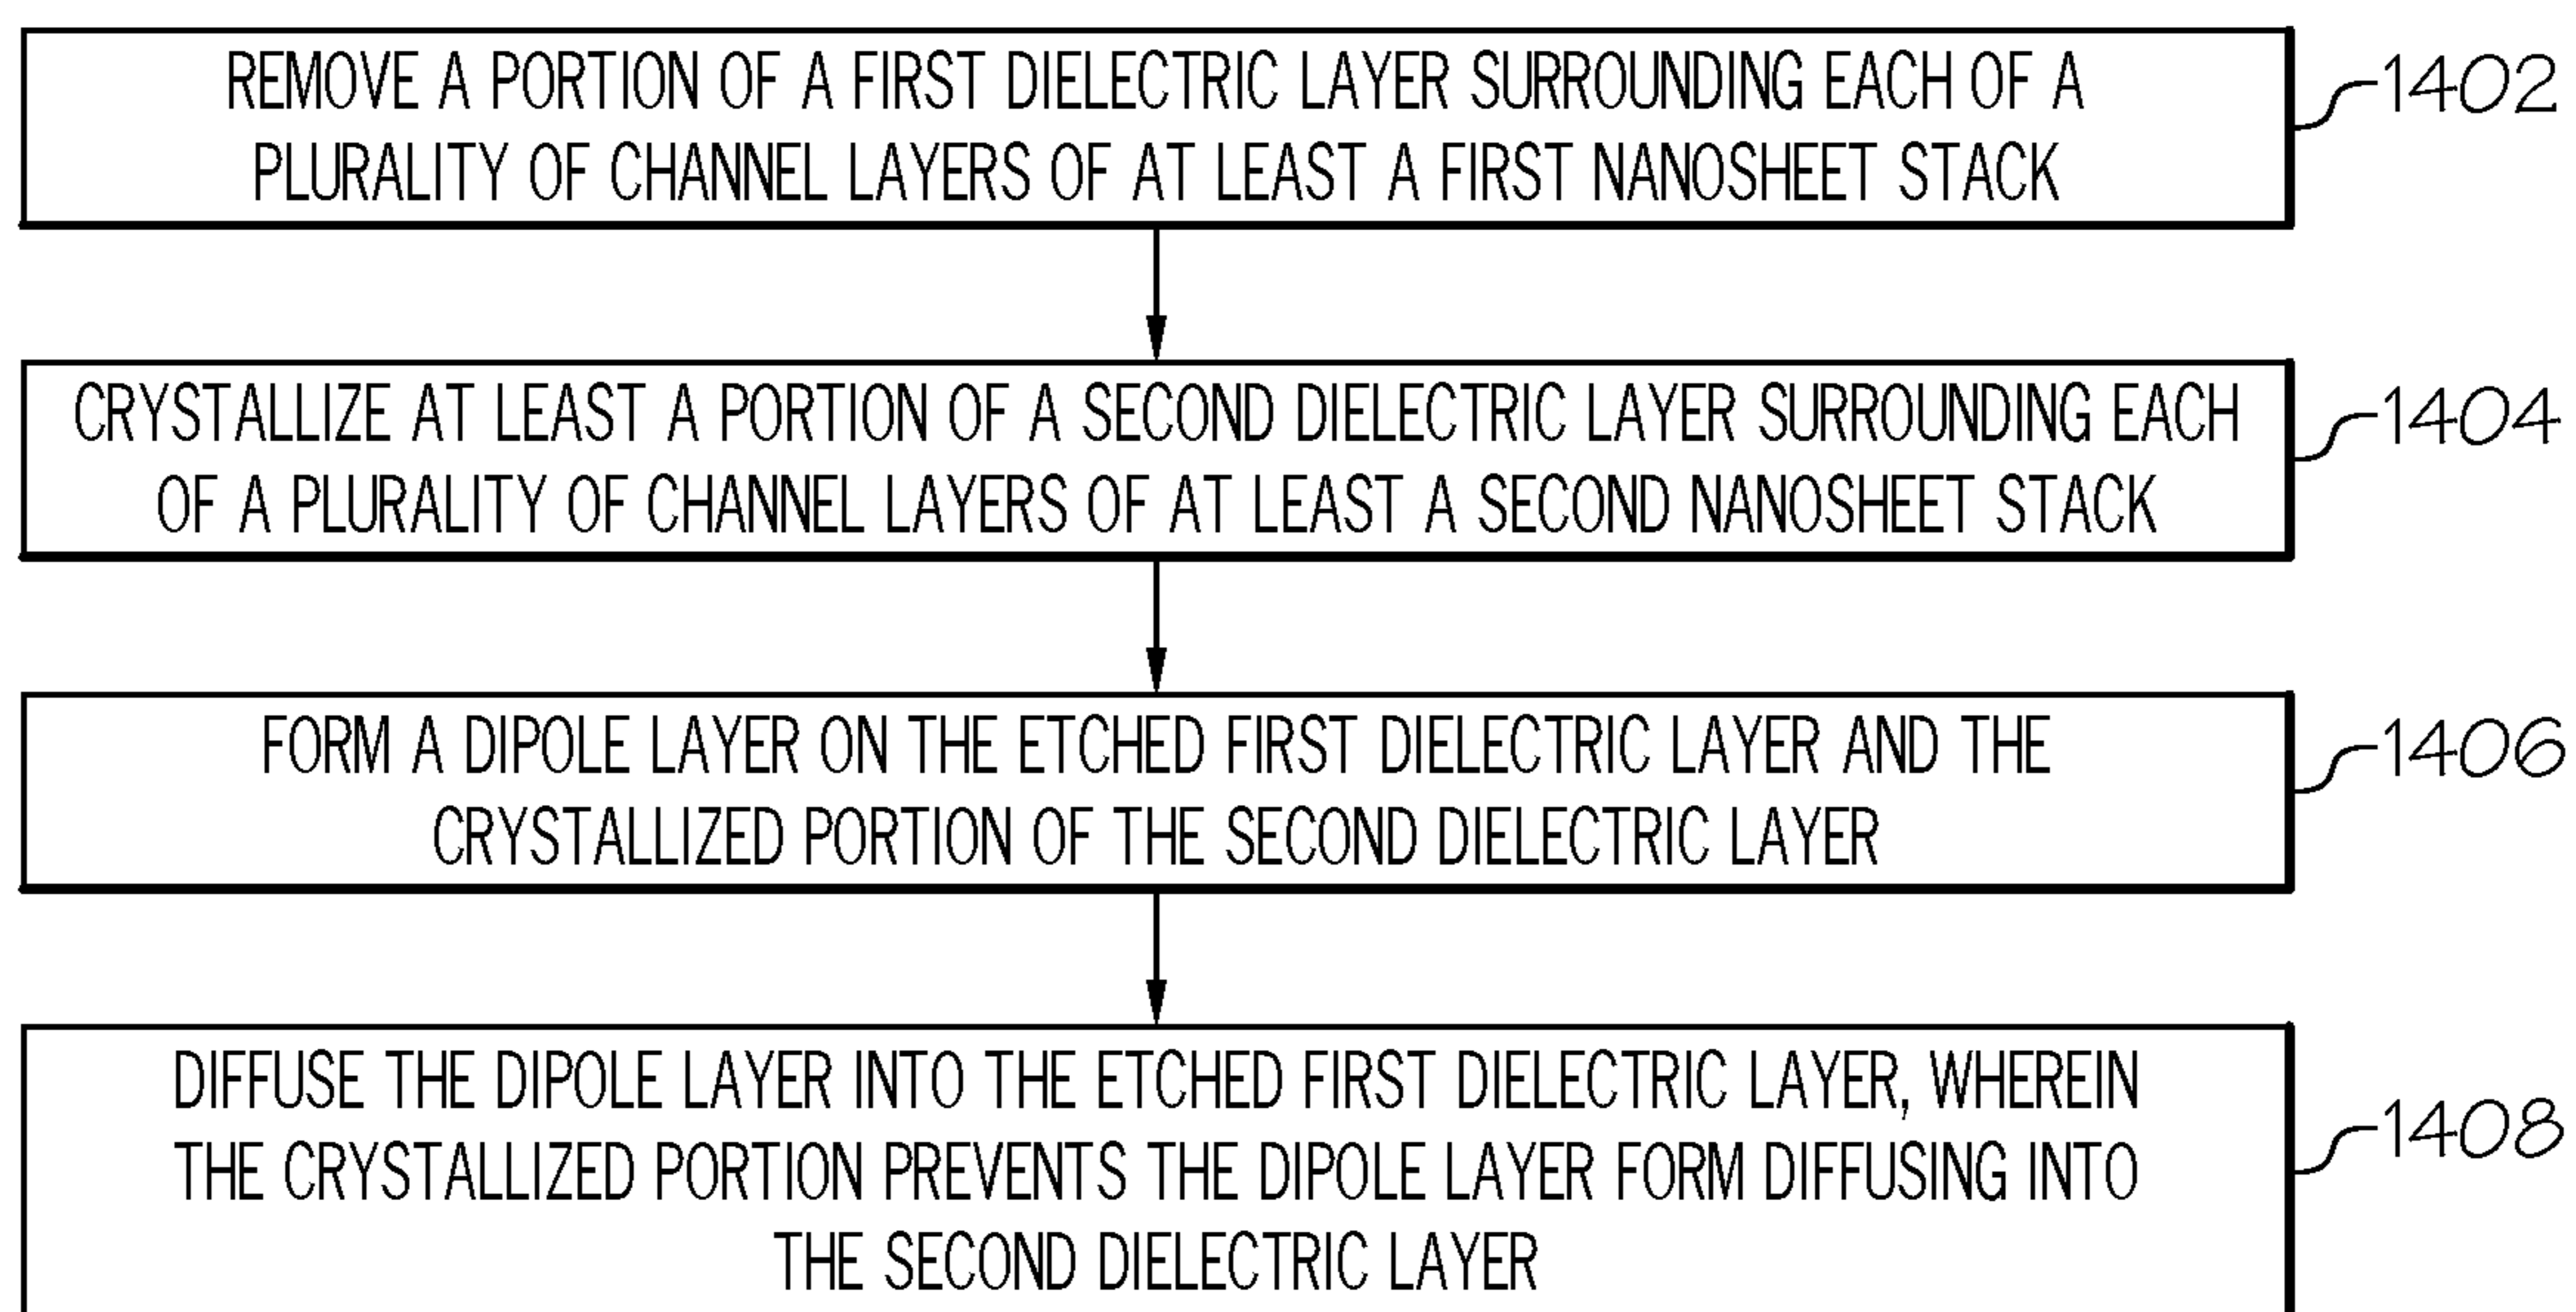 REMOVE A PORTION OF A FIRST DIELECTRIC LAYER SURROUNDING EACH OF A
PLURALITY OF CHANNEL LAYERS OF AT LEAST A FIRST NANOSHEET STACK
1402
CRYSTALLIZE AT LEAST A PORTION OF A SECOND DIELECTRIC LAYER SURROUNDING EACH
OF A PLURALITY OF CHANNEL LAYERS OF AT LEAST A SECOND NANOSHEET STACK
1404
FORM A DIPOLE LAYER ON THE ETCHED FIRST DIELECTRIC LAYER AND THE
CRYSTALLIZED PORTION OF THE SECOND DIELECTRIC LAYER
1406
DIFFUSE THE DIPOLE LAYER INTO THE ETCHED FIRST DIELECTRIC LAYER, WHEREIN
THE CRYSTALLIZED PORTION PREVENTS THE DIPOLE LAYER FORM DIFFUSING INTO
THE SECOND DIELECTRIC LAYER
1408